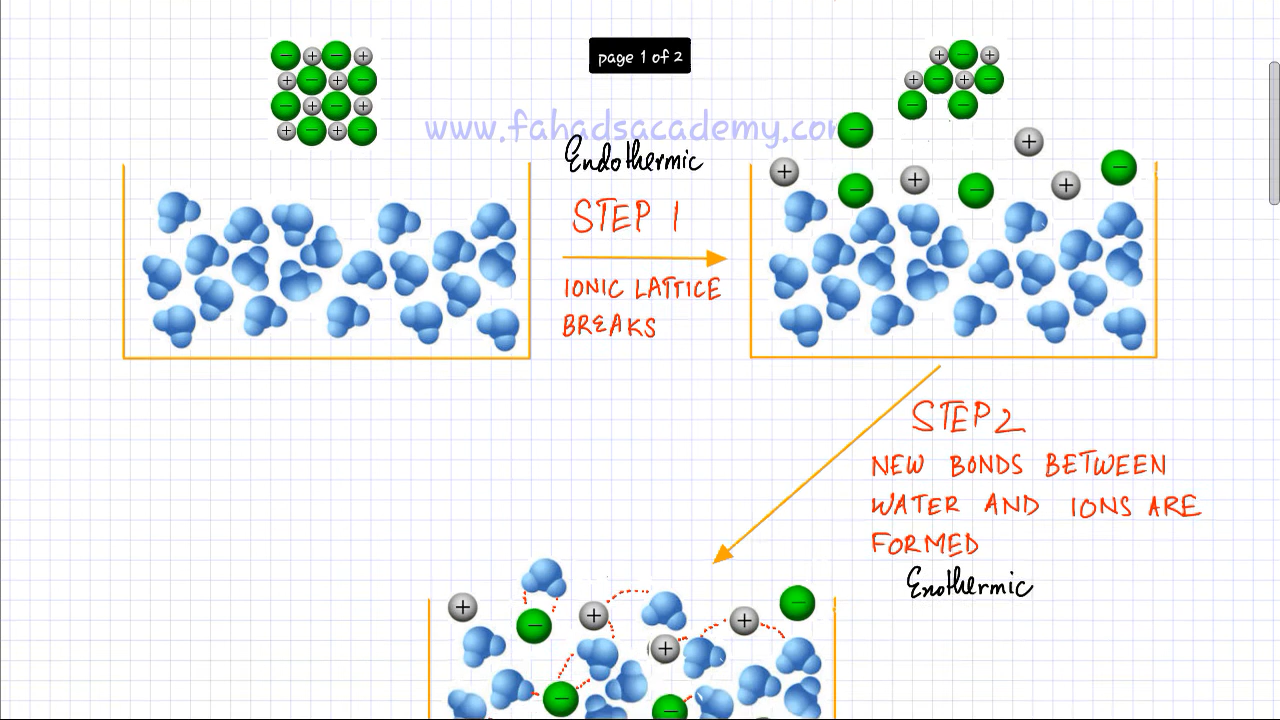 page 1 of 2
www.fahadsacademy.com
Endothermic
STEP 1
IONIC LATTICE
BREAKS
STEP 2
NEW BONDS BETWEEN
WATER AND IONS ARE
FORMED
Exothermic